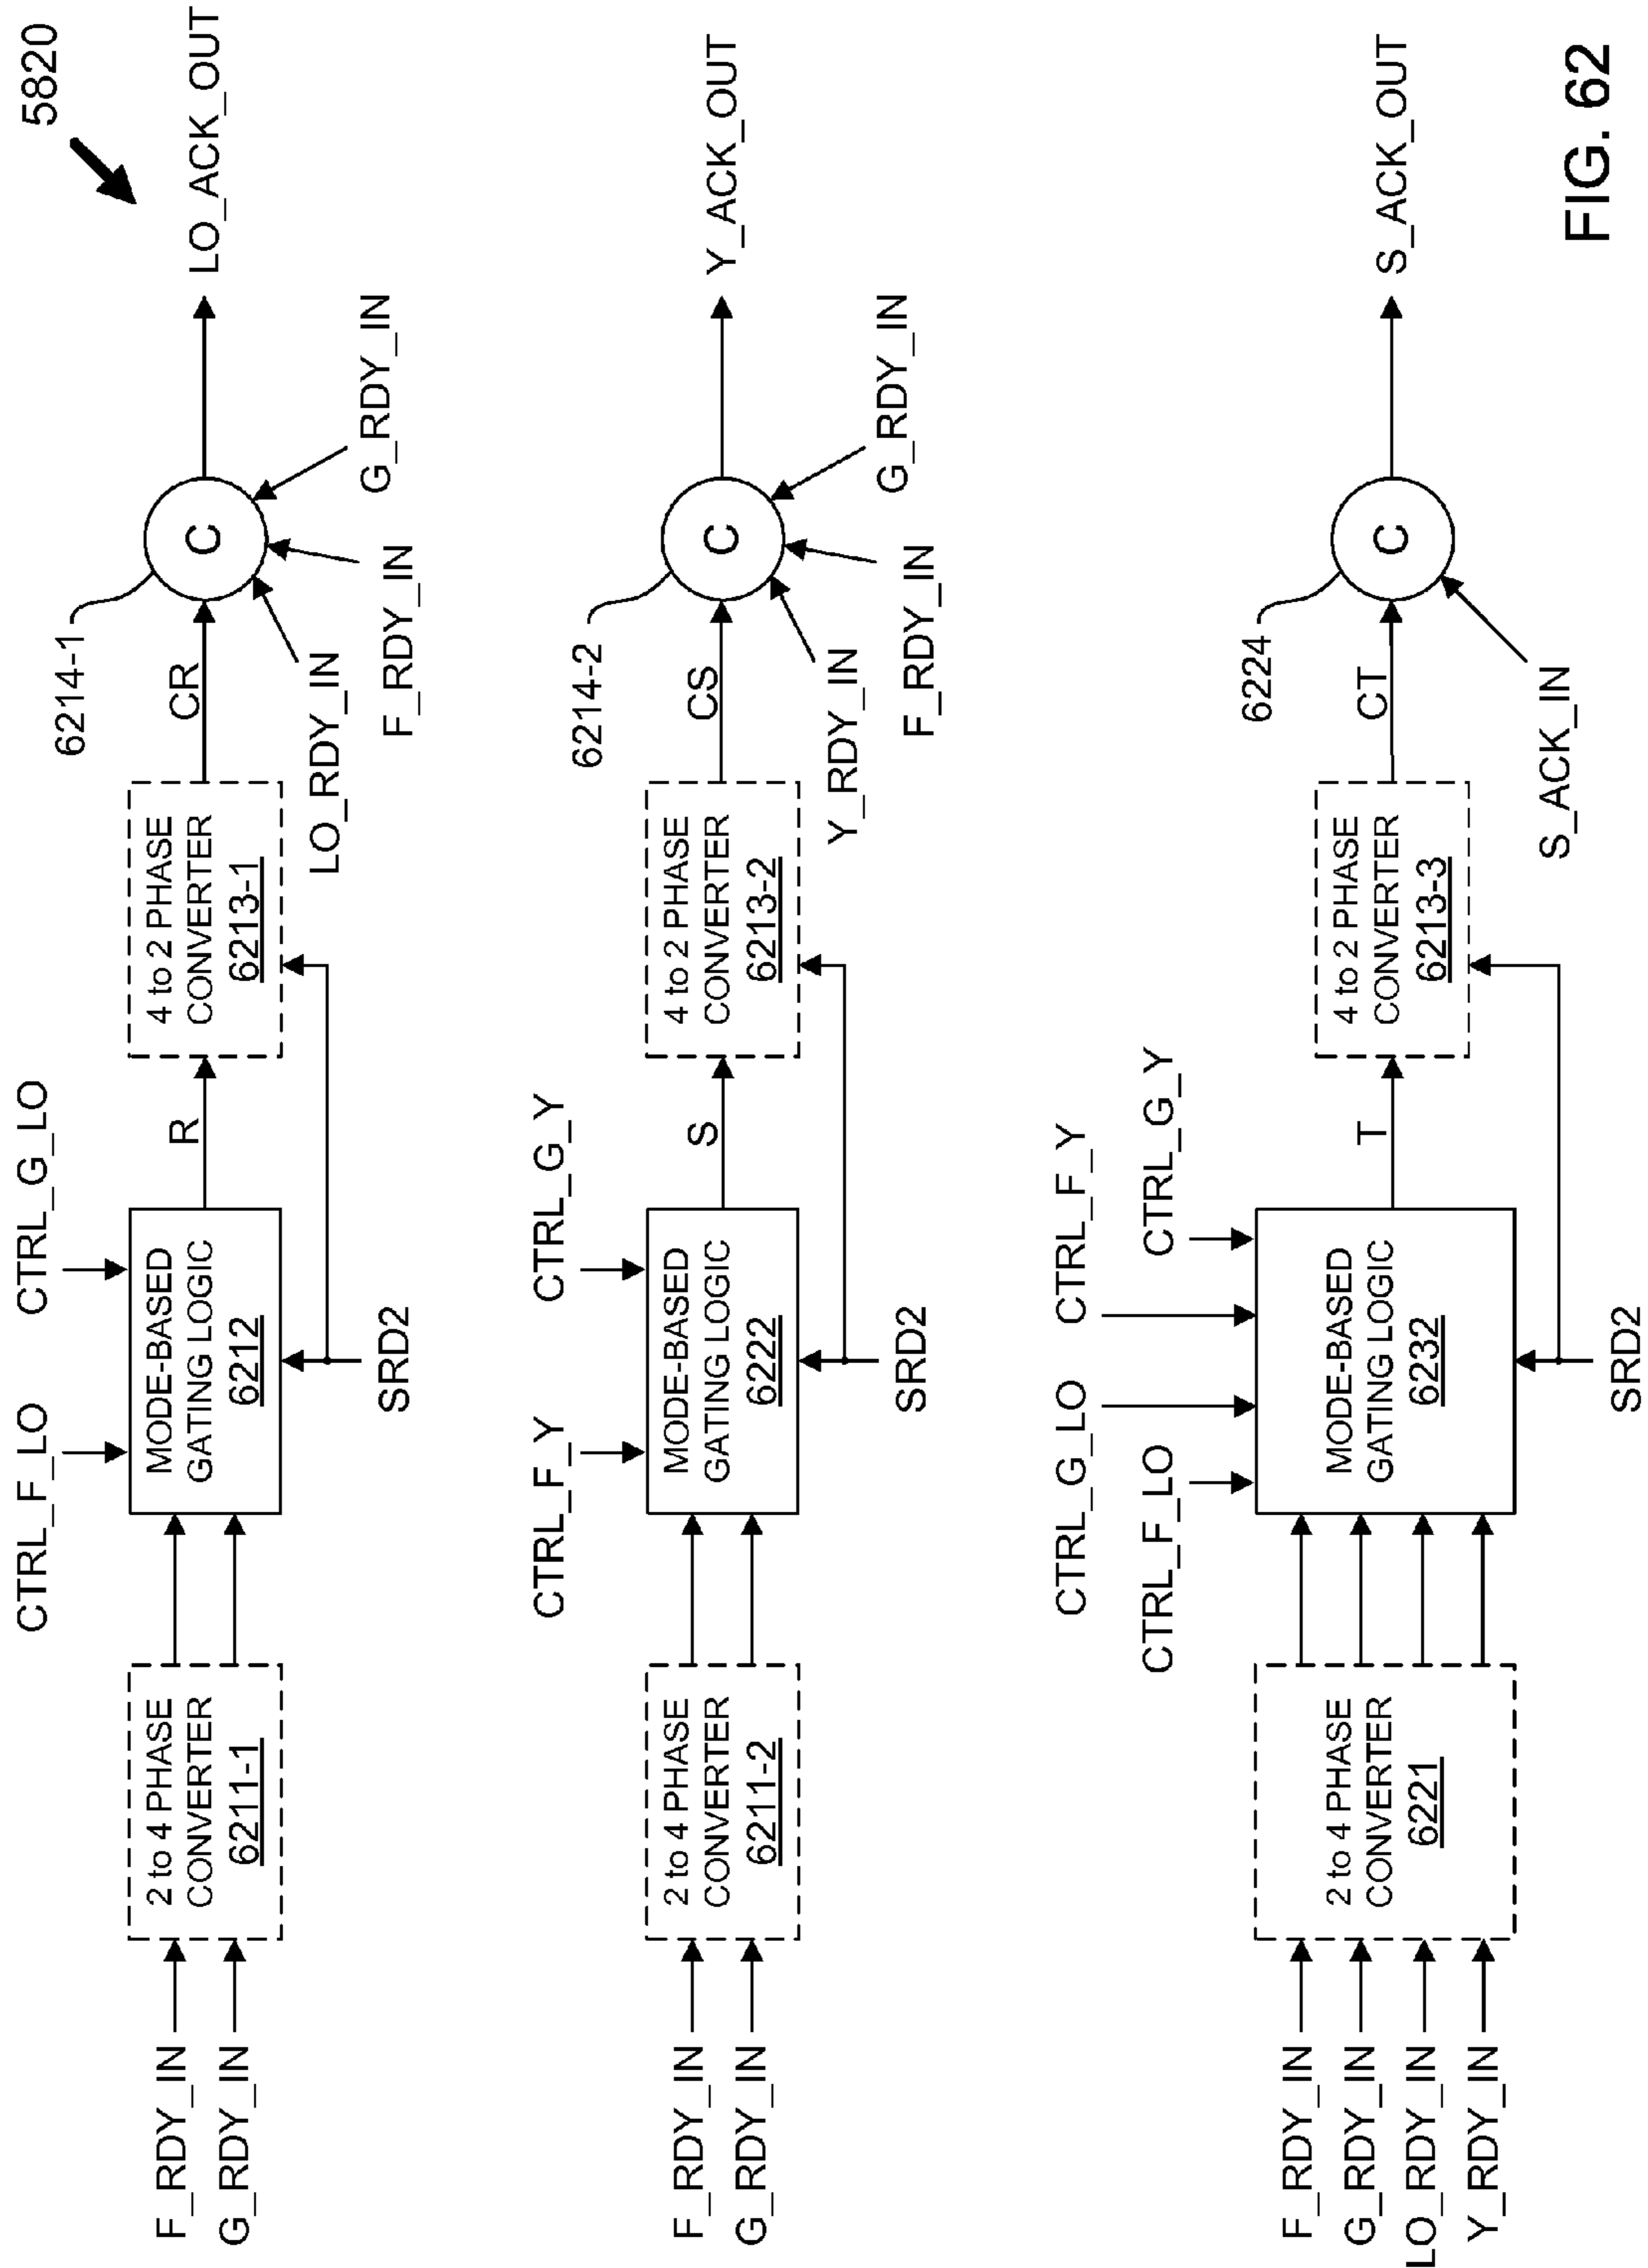 5820
F_RDY_IN
G_RDY_IN
2 to 4 PHASE
CONVERTER
6211-1
CTRL_F_LO
CTRL_G_LO
MODE-BASED
GATING LOGIC
6212
SRD2
R
4 to 2 PHASE
CONVERTER
6213-1
CR
6214-1
C
LO_RDY_IN
F_RDY_IN
G_RDY_IN
LO_ACK_OUT
F_RDY_IN
G_RDY_IN
2 to 4 PHASE
CONVERTER
6211-2
CTRL_F_Y
CTRL_G_Y
MODE-BASED
GATING LOGIC
6222
SRD2
S
4 to 2 PHASE
CONVERTER
6213-2
CS
6214-2
C
Y_RDY_IN
F_RDY_IN
G_RDY_IN
Y_ACK_OUT
F_RDY_IN
G_RDY_IN
LO_RDY_IN
Y_RDY_IN
2 to 4 PHASE
CONVERTER
6221
CTRL_G_LO
CTRL_F_Y
CTRL_F_LO
CTRL_G_Y
MODE-BASED
GATING LOGIC
6232
SRD2
T
4 to 2 PHASE
CONVERTER
6213-3
CT
6224
C
S_ACK_IN
S_ACK_OUT
FIG. 62